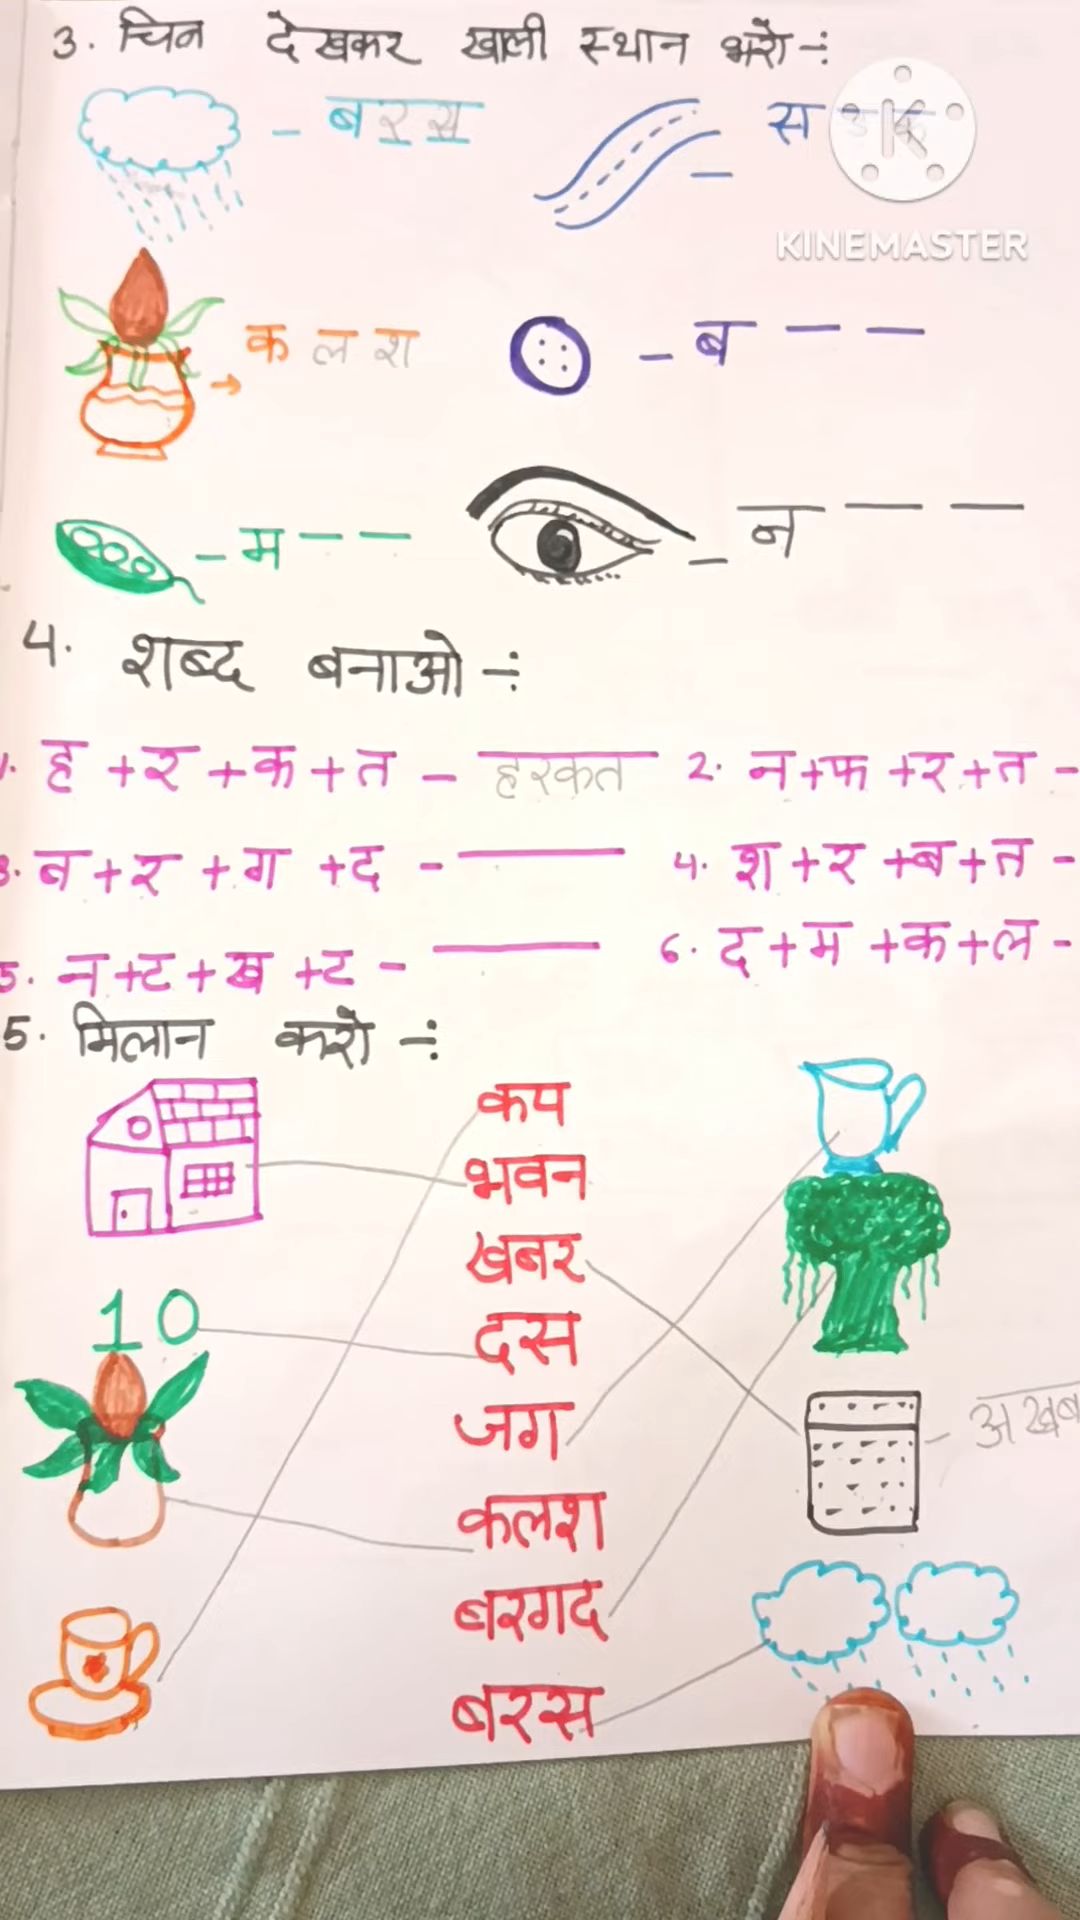 3. चित्र देखकर खाली स्थान भरो -:
- बरस स ड क
KINEMASTER
→ कलश - ब — —
- म — — - न — —
4. शब्द बनाओ -:
1. ह + र + क + त - हरकत 2. न + फ + र + त -
3. ब + र + ग + द - ——— 4. श + र + ब + त -
5. न + ट + ख + ट - ——— 6. द + म + क + ल -
5. मिलान करो -:
कप
भवन
खबर
10 दस
जग
कलश - अखब
बरगद
बरस